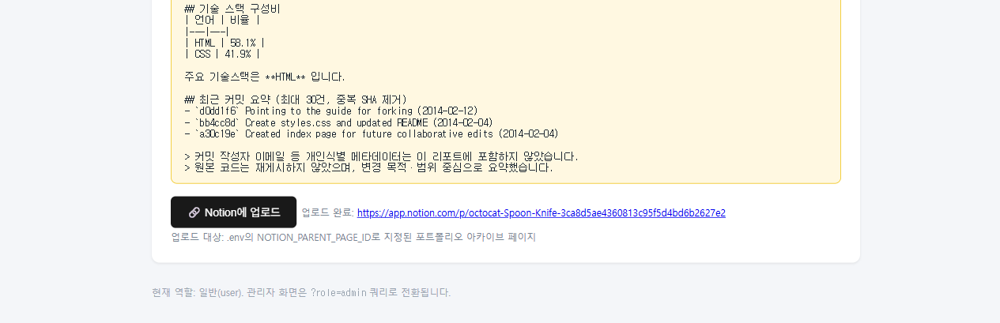 ## 기술 스택 구성비
| 언어 | 비율 |
|---|---|
| HTML | 58.1% |
| CSS | 41.9% |
주요 기술스택은 **HTML** 입니다.
## 최근 커밋 요약 (최대 30건, 중복 SHA 제거)
- `d0dd1f6` Pointing to the guide for forking (2014-02-12)
- `bb4cc8d` Create styles.css and updated README (2014-02-04)
- `a30c19e` Created index page for future collaborative edits (2014-02-04)
> 커밋 작성자 이메일 등 개인식별 메타데이터는 이 리포트에 포함하지 않았습니다.
> 원본 코드는 재게시하지 않았으며, 변경 목적·범위 중심으로 요약했습니다.
🔗 Notion에 업로드 업로드 완료: https://app.notion.com/p/octocat-Spoon-Knife-3ca8d5ae4360813c95f5d4bd6b2627e2
업로드 대상: .env의 NOTION_PARENT_PAGE_ID로 지정된 포트폴리오 아카이브 페이지
현재 역할: 일반(user). 관리자 화면은 ?role=admin 쿼리로 전환됩니다.